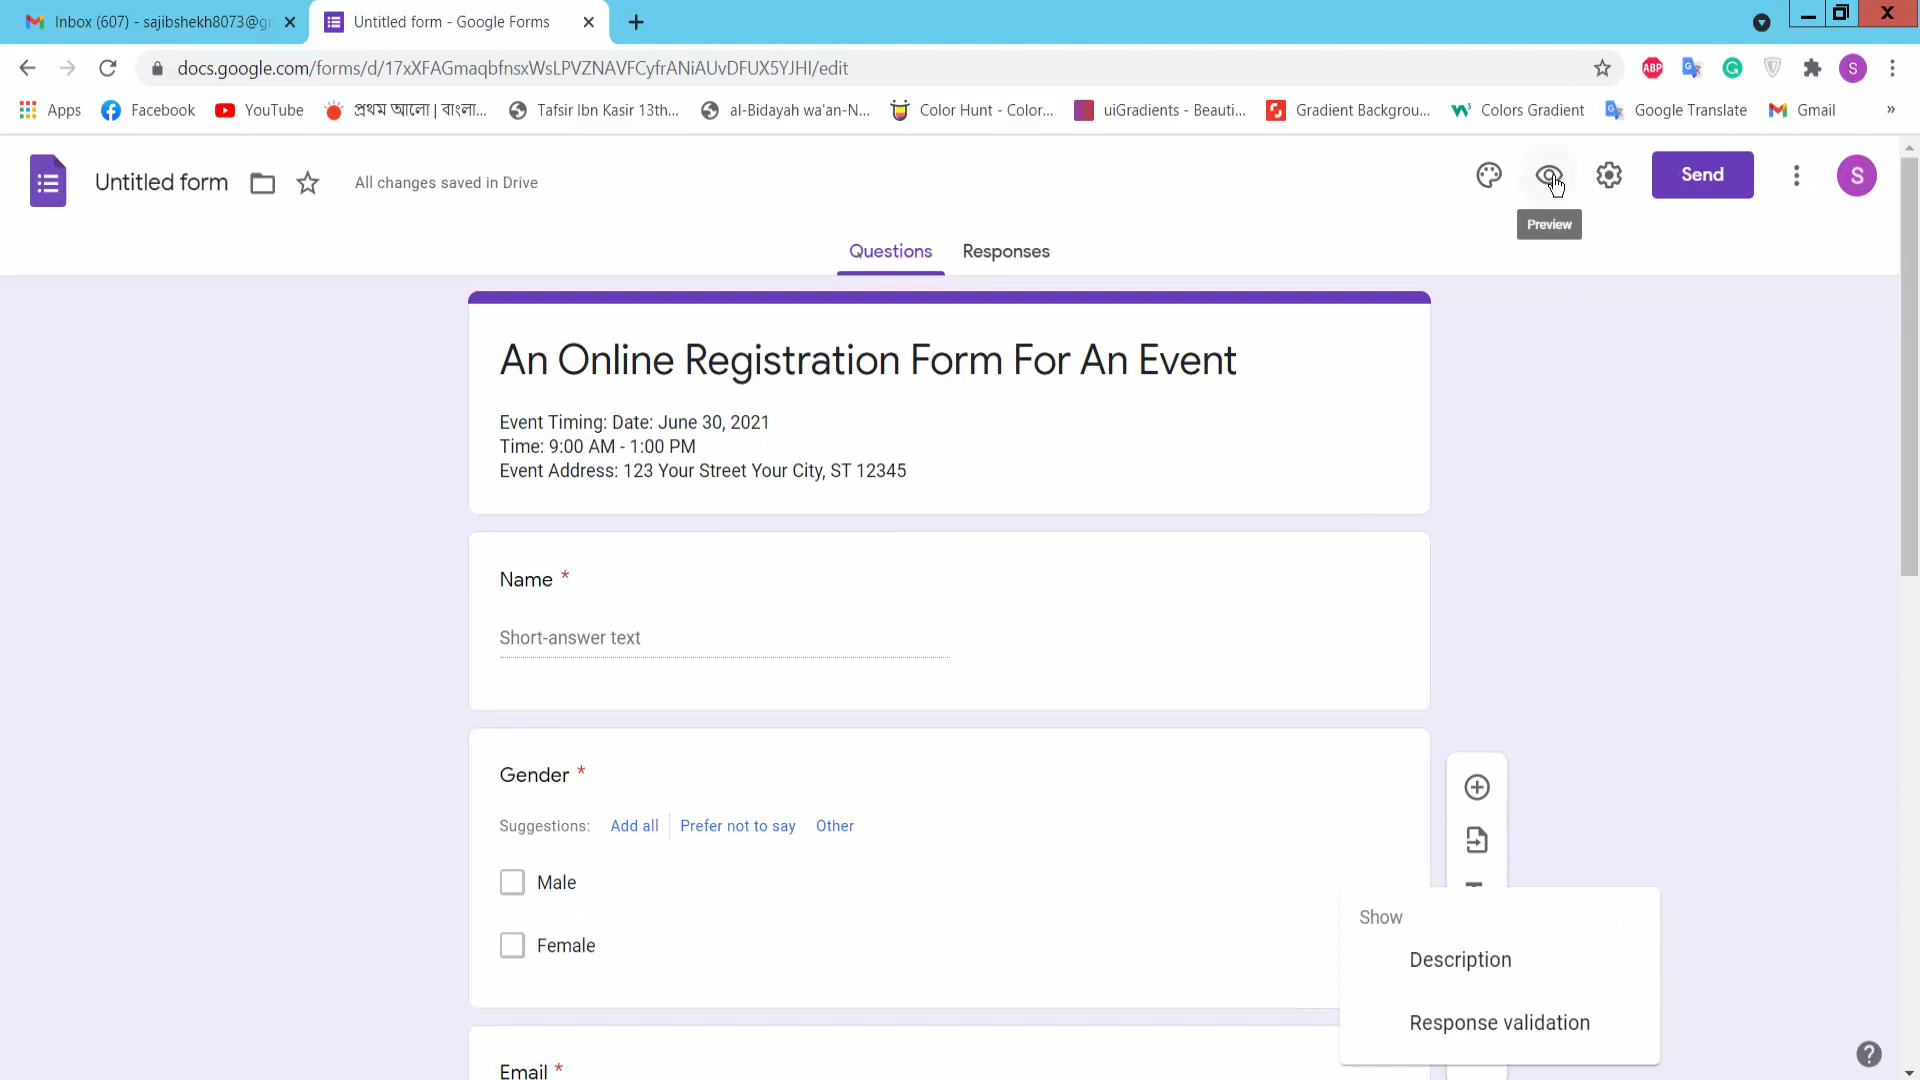 Inbox (607) - sajibshekh8073@g
Untitled form - Google Forms
docs.google.com/forms/d/17xXFAGmaqbfnsxWsLPVZNAVFCyfrANiAUvDFUX5YJHI/edit
ABP
S
Apps
Facebook
YouTube
প্রথম আলো | বাংলা...
Tafsir Ibn Kasir 13th...
al-Bidayah wa'an-N...
Color Hunt - Color...
uiGradients - Beauti...
Gradient Backgrou...
Colors Gradient
Google Translate
Gmail
»
Untitled form
All changes saved in Drive
Send
S
Preview
Questions
Responses
An Online Registration Form For An Event
Event Timing: Date: June 30, 2021
Time: 9:00 AM - 1:00 PM
Event Address: 123 Your Street Your City, ST 12345
Name *
Short-answer text
Gender *
Suggestions: Add all Prefer not to say Other
Male
Female
Show
Description
Response validation
Email *